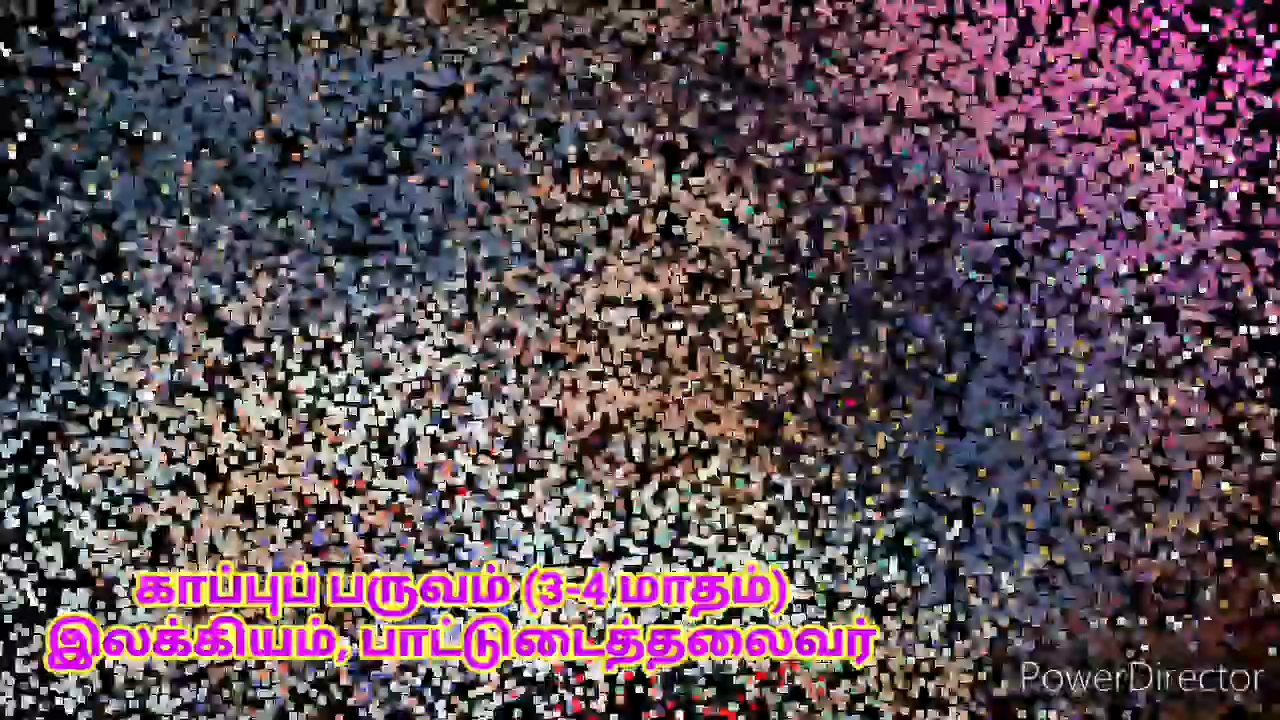 காப்புப் பருவம் (3-4 மாதம்)
இலக்கியம், பாட்டுடைத்தலைவர்
PowerDirector